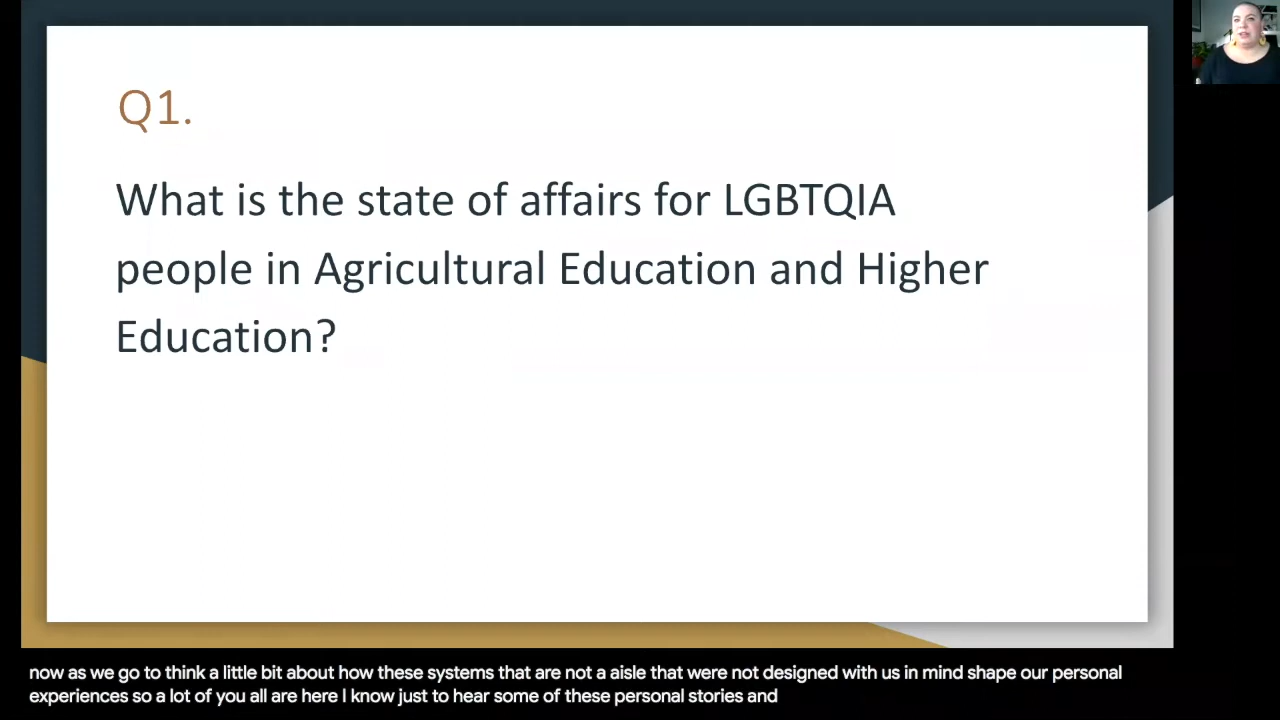 Q1.
What is the state of affairs for LGBTQIA
people in Agricultural Education and Higher
Education?
now as we go to think a little bit about how these systems that are not a aisle that were not designed with us in mind shape our personal
experiences so a lot of you all are here I know just to hear some of these personal stories and